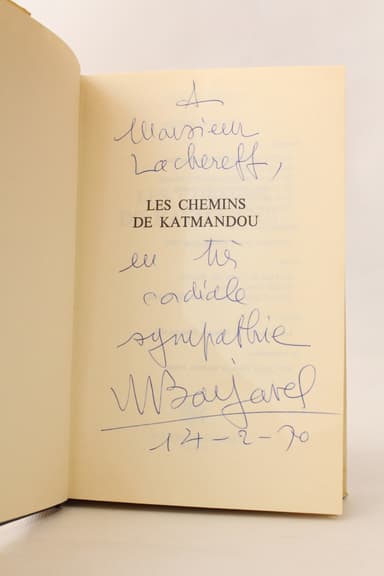 A
Monsieur
Lachereff,
LES CHEMINS
DE KATMANDOU
en très
cordiale
sympathie
Barjavel
14-2-70